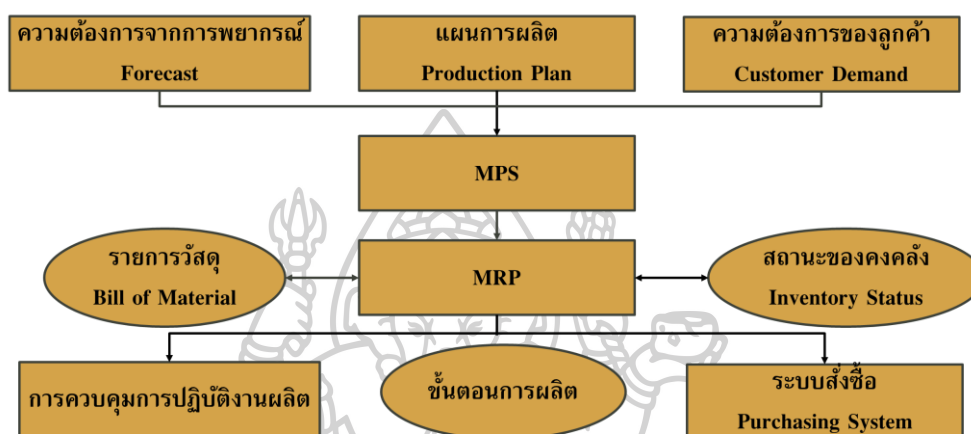 ความต้องการจากการพยากรณ์
Forecast
แผนการผลิต
Production Plan
ความต้องการของลูกค้า
Customer Demand
MPS
รายการวัสดุ
Bill of Material
MRP
สถานะของคงคลัง
Inventory Status
การควบคุมการปฏิบัติงานผลิต
ขั้นตอนการผลิต
ระบบสั่งซื้อ
Purchasing System